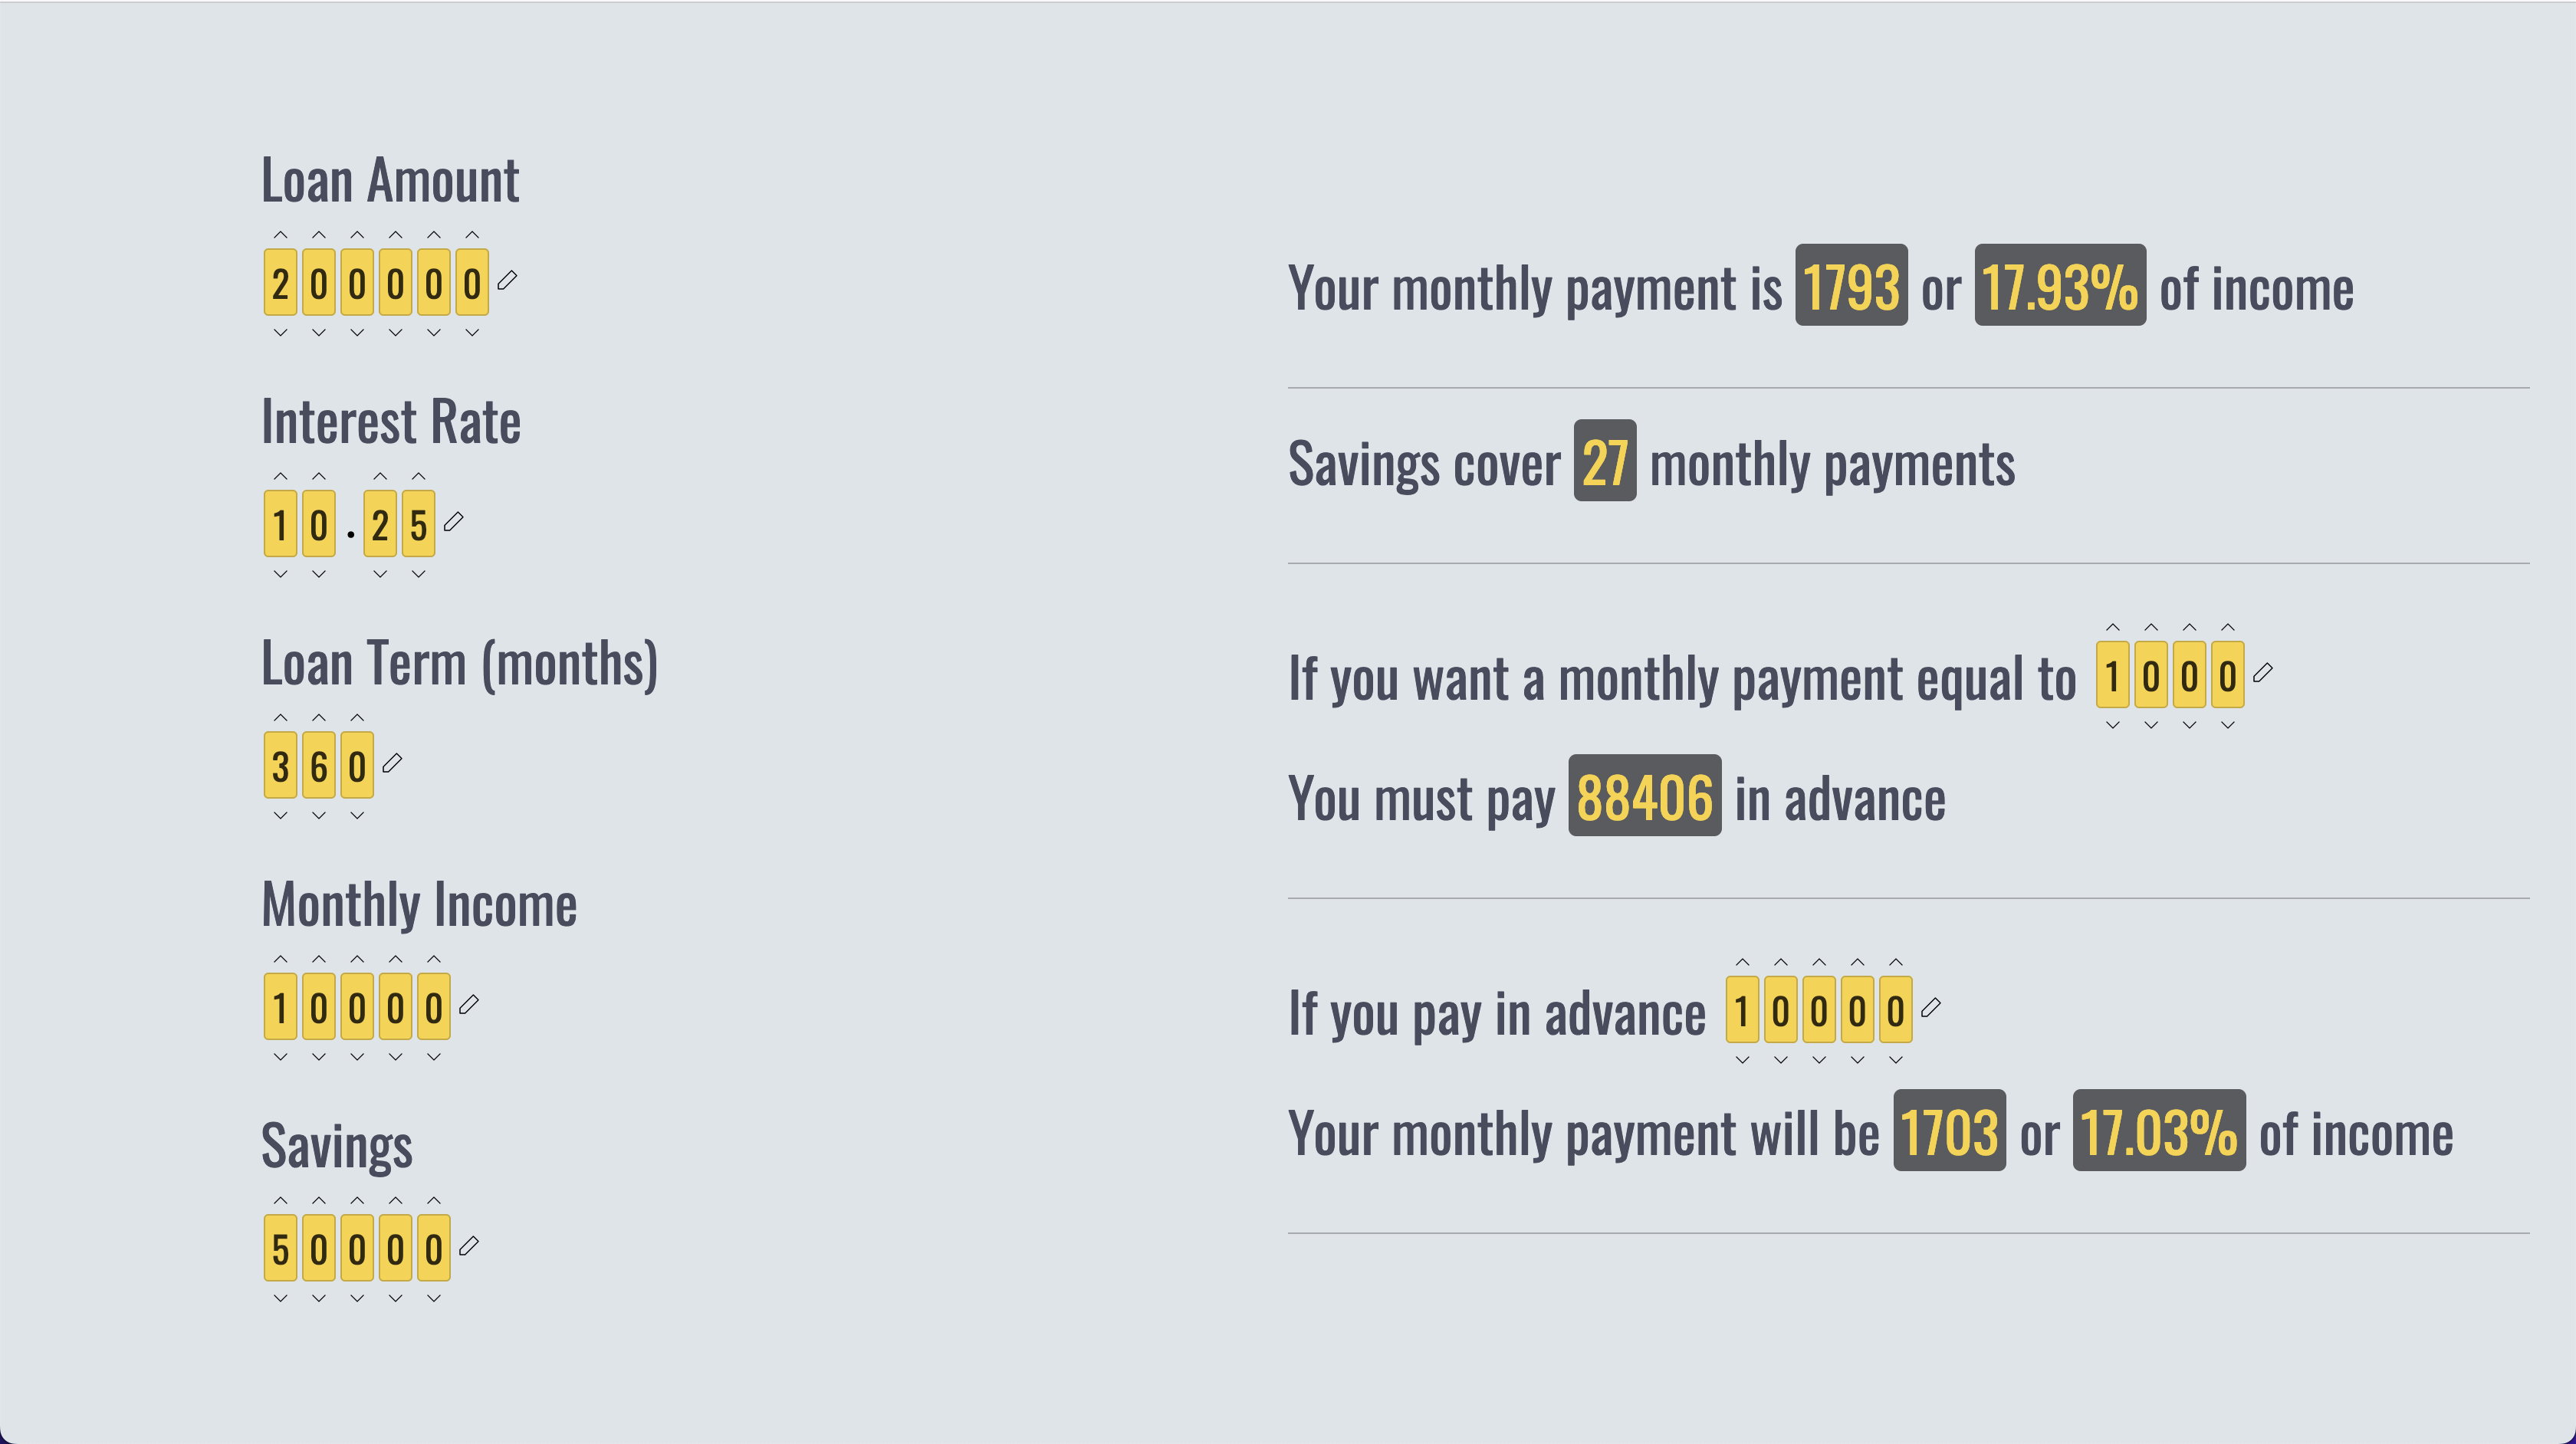 Loan Amount
200000
Interest Rate
10.25
Loan Term (months)
360
Monthly Income
10000
Savings
50000
Your monthly payment is 1793 or 17.93% of income
Savings cover 27 monthly payments
If you want a monthly payment equal to 1000
You must pay 88406 in advance
If you pay in advance 10000
Your monthly payment will be 1703 or 17.03% of income